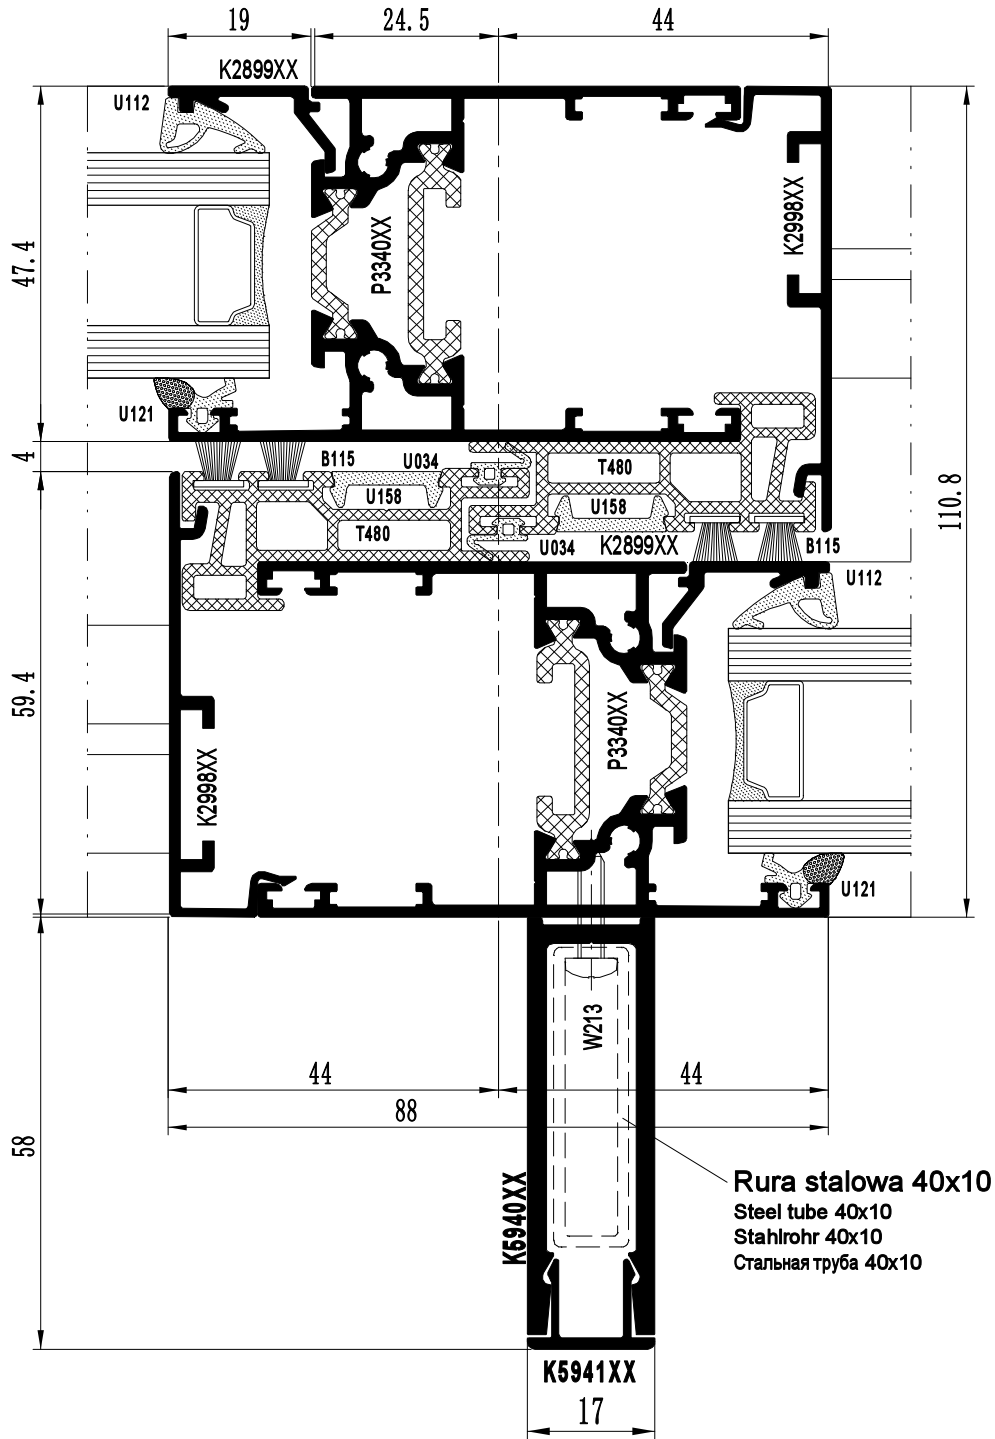 19
24.5
44
K2899XX
U112
K2998XX
P3340XX
47.4
U121
4
B115
U034
T480
U158
U158
T480
110.8
U034
K2899XX
B115
U112
59.4
P3340XX
K2998XX
U121
W213
44
44
88
58
Rura stalowa 40x10
Steel tube 40x10
Stahlrohr 40x10
Стальная труба 40x10
K5940XX
K5941XX
17